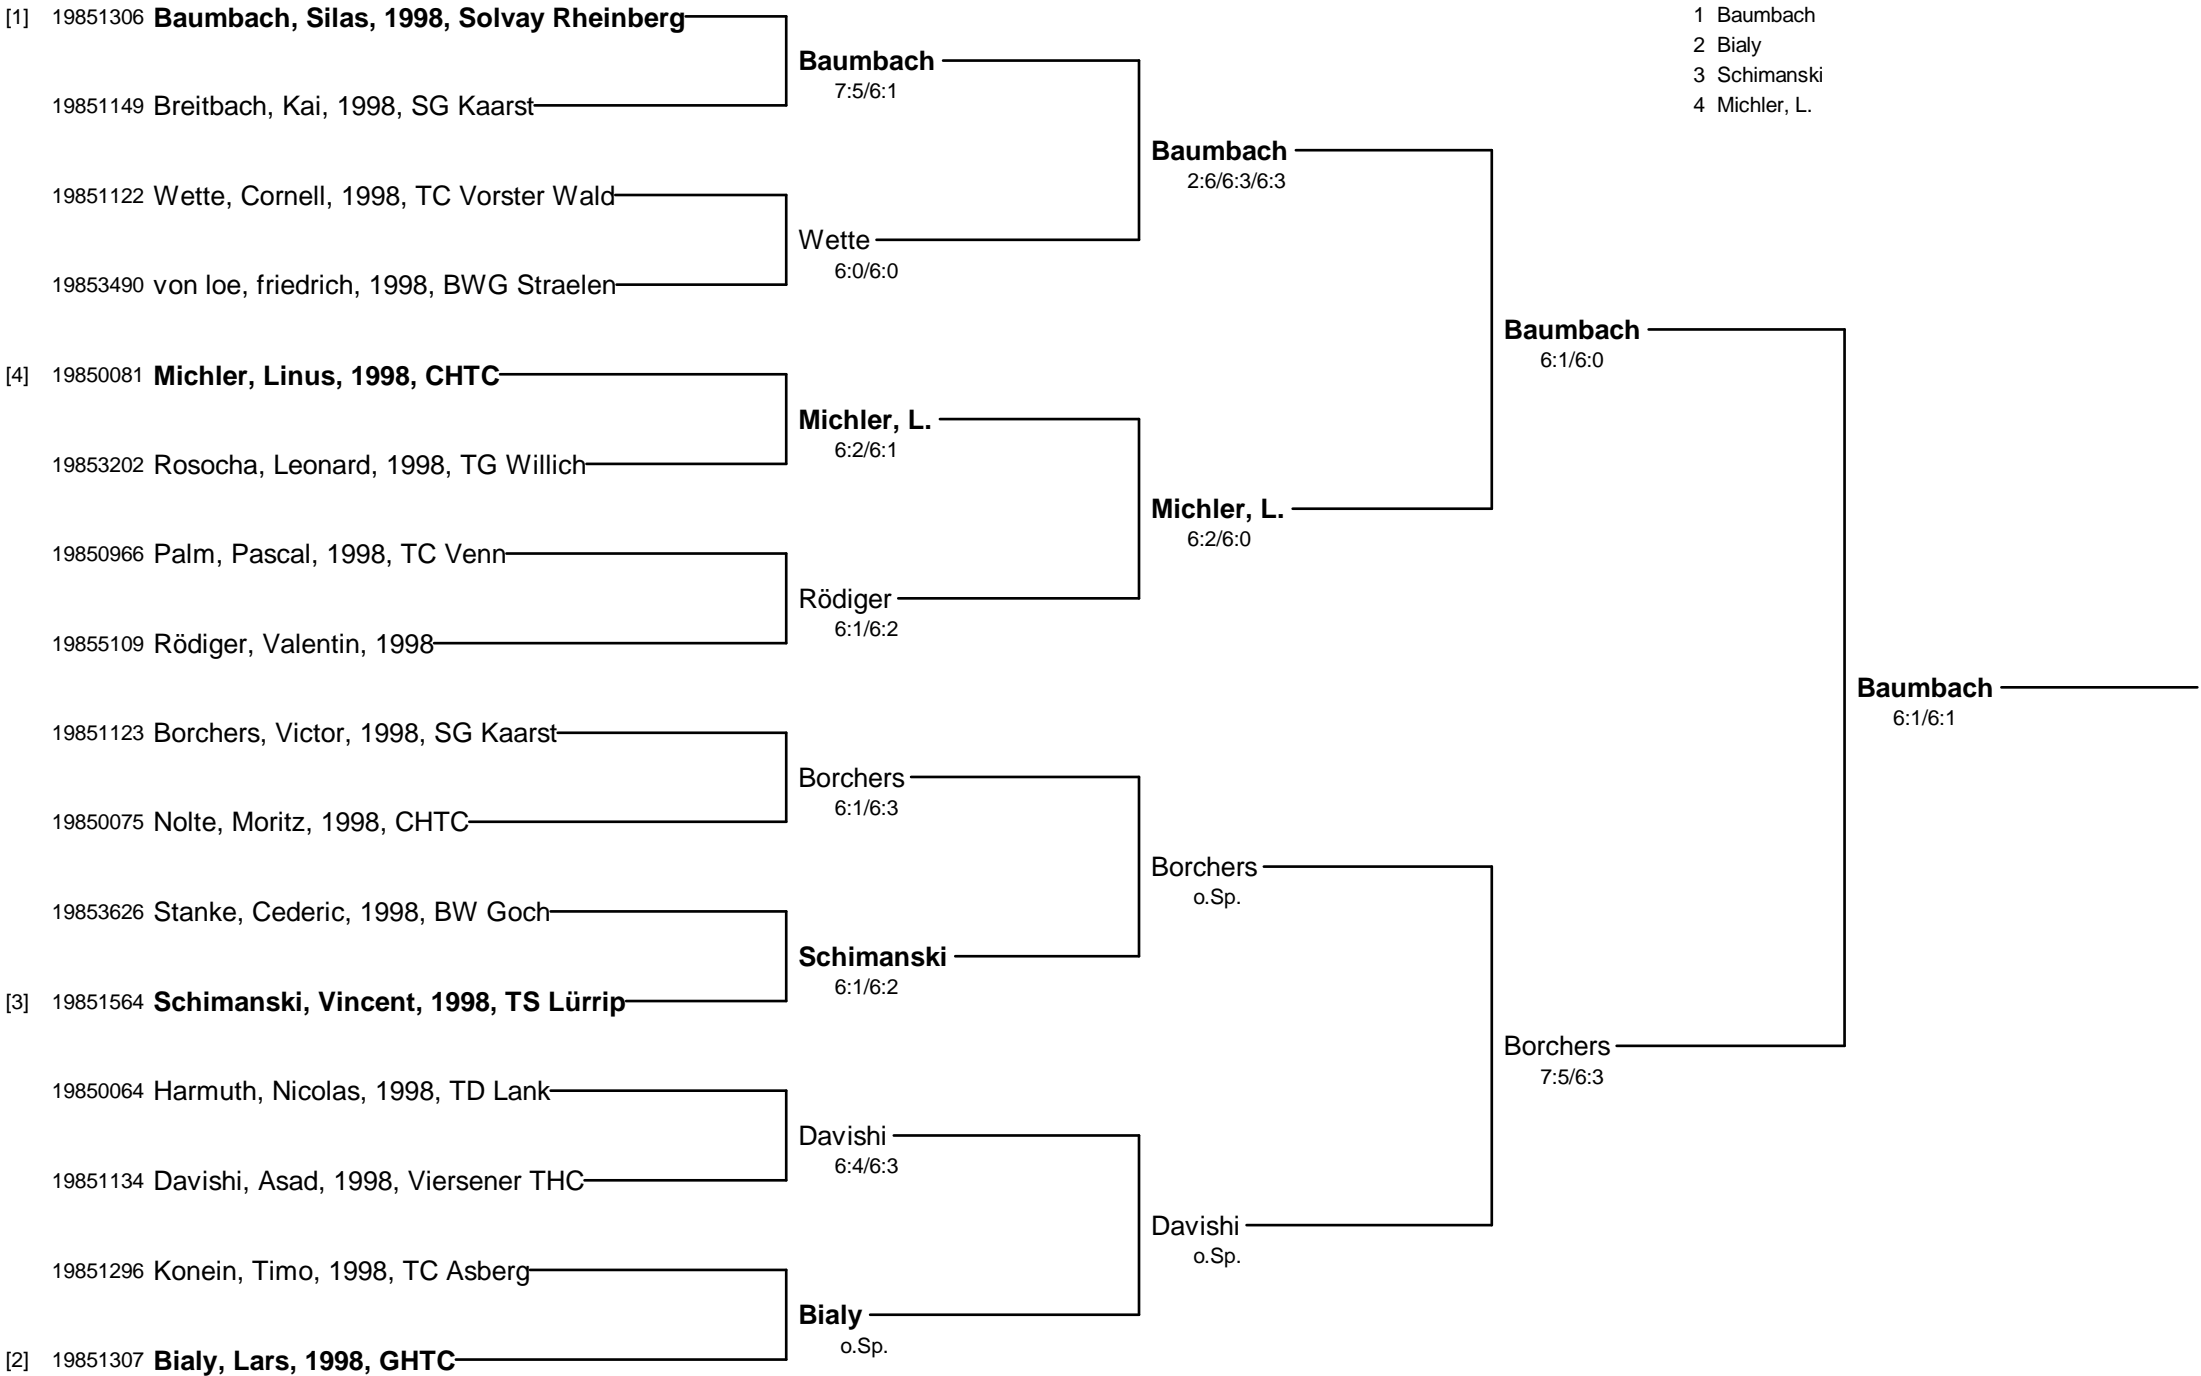 [1] 19851306 Baumbach, Silas, 1998, Solvay Rheinberg
19851149 Breitbach, Kai, 1998, SG Kaarst
19851122 Wette, Cornell, 1998, TC Vorster Wald
19853490 von loe, friedrich, 1998, BWG Straelen
[4] 19850081 Michler, Linus, 1998, CHTC
19853202 Rosocha, Leonard, 1998, TG Willich
19850966 Palm, Pascal, 1998, TC Venn
19855109 Rödiger, Valentin, 1998
19851123 Borchers, Victor, 1998, SG Kaarst
19850075 Nolte, Moritz, 1998, CHTC
19853626 Stanke, Cederic, 1998, BW Goch
[3] 19851564 Schimanski, Vincent, 1998, TS Lürrip
19850064 Harmuth, Nicolas, 1998, TD Lank
19851134 Davishi, Asad, 1998, Viersener THC
19851296 Konein, Timo, 1998, TC Asberg
[2] 19851307 Bialy, Lars, 1998, GHTC
Baumbach
7:5/6:1
Wette
6:0/6:0
Michler, L.
6:2/6:1
Rödiger
6:1/6:2
Borchers
6:1/6:3
Schimanski
6:1/6:2
Davishi
6:4/6:3
Bialy
o.Sp.
Baumbach
2:6/6:3/6:3
Michler, L.
6:2/6:0
Borchers
o.Sp.
Davishi
o.Sp.
Baumbach
6:1/6:0
Borchers
7:5/6:3
Baumbach
6:1/6:1
1 Baumbach
2 Bialy
3 Schimanski
4 Michler, L.